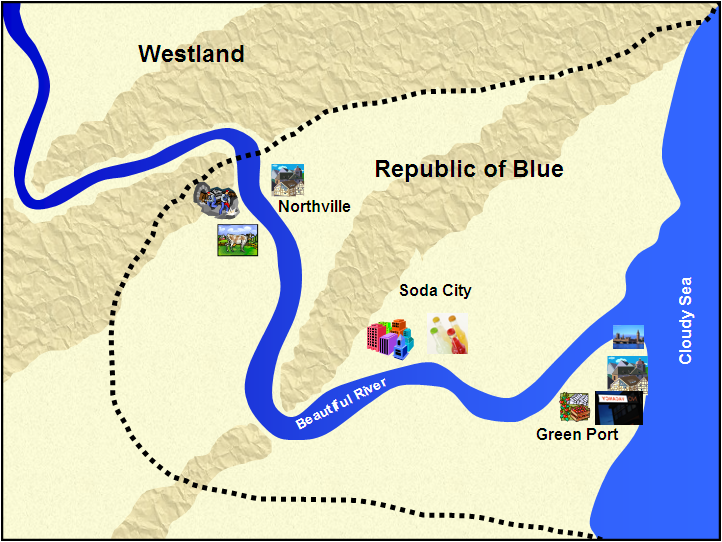 Westland
Republic of Blue
Northville
Soda City
Cloudy Sea
Beautiful River
Green Port